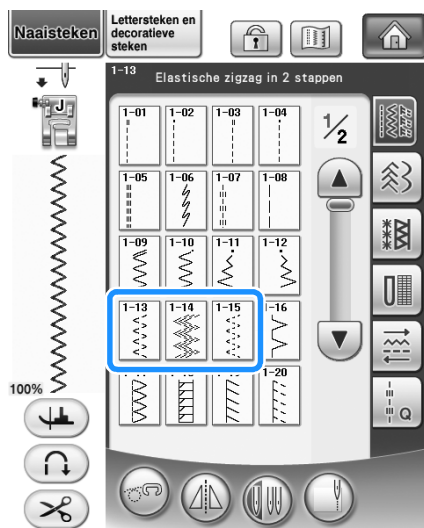 Naaisteken
Lettersteken en
decoratieve
steken
J
1-13
Elastische zigzag in 2 stappen
1-01 1-02 1-03 1-04
1/2
1-05 1-06 1-07 1-08
1-09 1-10 1-11 1-12
1-13 1-14 1-15 1-16
1-20
100%
Q